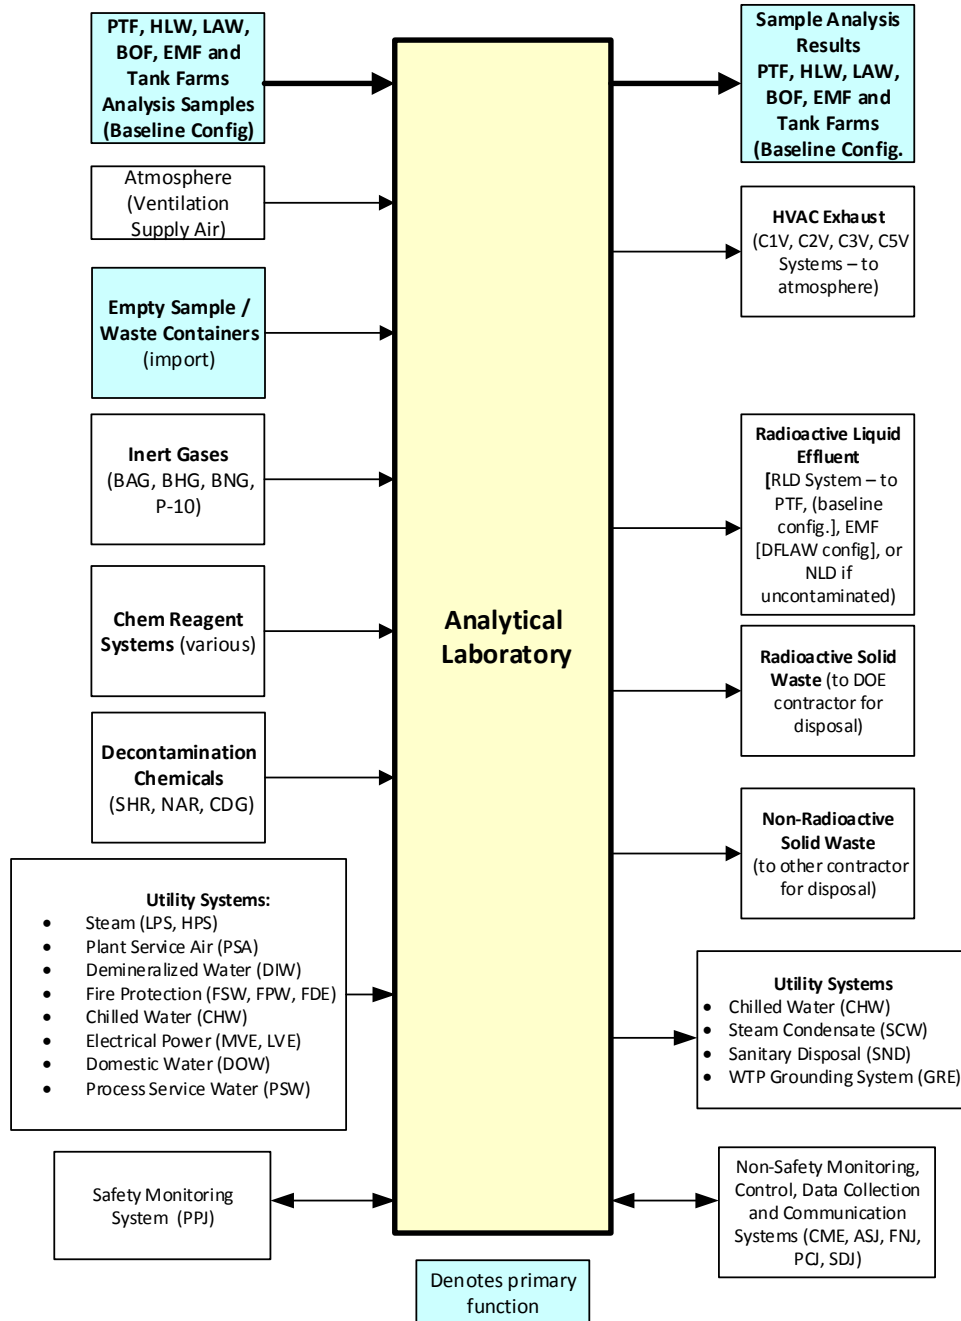 PTF, HLW, LAW,
BOF, EMF and
Tank Farms
Analysis Samples
(Baseline Config)
Atmosphere
(Ventilation
Supply Air)
Empty Sample /
Waste Containers
(import)
Inert Gases
(BAG, BHG, BNG,
P-10)
Chem Reagent
Systems (various)
Decontamination
Chemicals
(SHR, NAR, CDG)
Utility Systems:
• Steam (LPS, HPS)
• Plant Service Air (PSA)
• Demineralized Water (DIW)
• Fire Protection (FSW, FPW, FDE)
• Chilled Water (CHW)
• Electrical Power (MVE, LVE)
• Domestic Water (DOW)
• Process Service Water (PSW)
Safety Monitoring
System (PPJ)
Analytical
Laboratory
Sample Analysis
Results
PTF, HLW, LAW,
BOF, EMF and
Tank Farms
(Baseline Config.
HVAC Exhaust
(C1V, C2V, C3V, C5V
Systems – to
atmosphere)
Radioactive Liquid
Effluent
[RLD System – to
PTF, (baseline
config.], EMF
[DFLAW config], or
NLD if
uncontaminated)
Radioactive Solid
Waste (to DOE
contractor for
disposal)
Non-Radioactive
Solid Waste
(to other contractor
for disposal)
Utility Systems
• Chilled Water (CHW)
• Steam Condensate (SCW)
• Sanitary Disposal (SND)
• WTP Grounding System (GRE)
Non-Safety Monitoring,
Control, Data Collection
and Communication
Systems (CME, ASJ, FNJ,
PCJ, SDJ)
Denotes primary
function